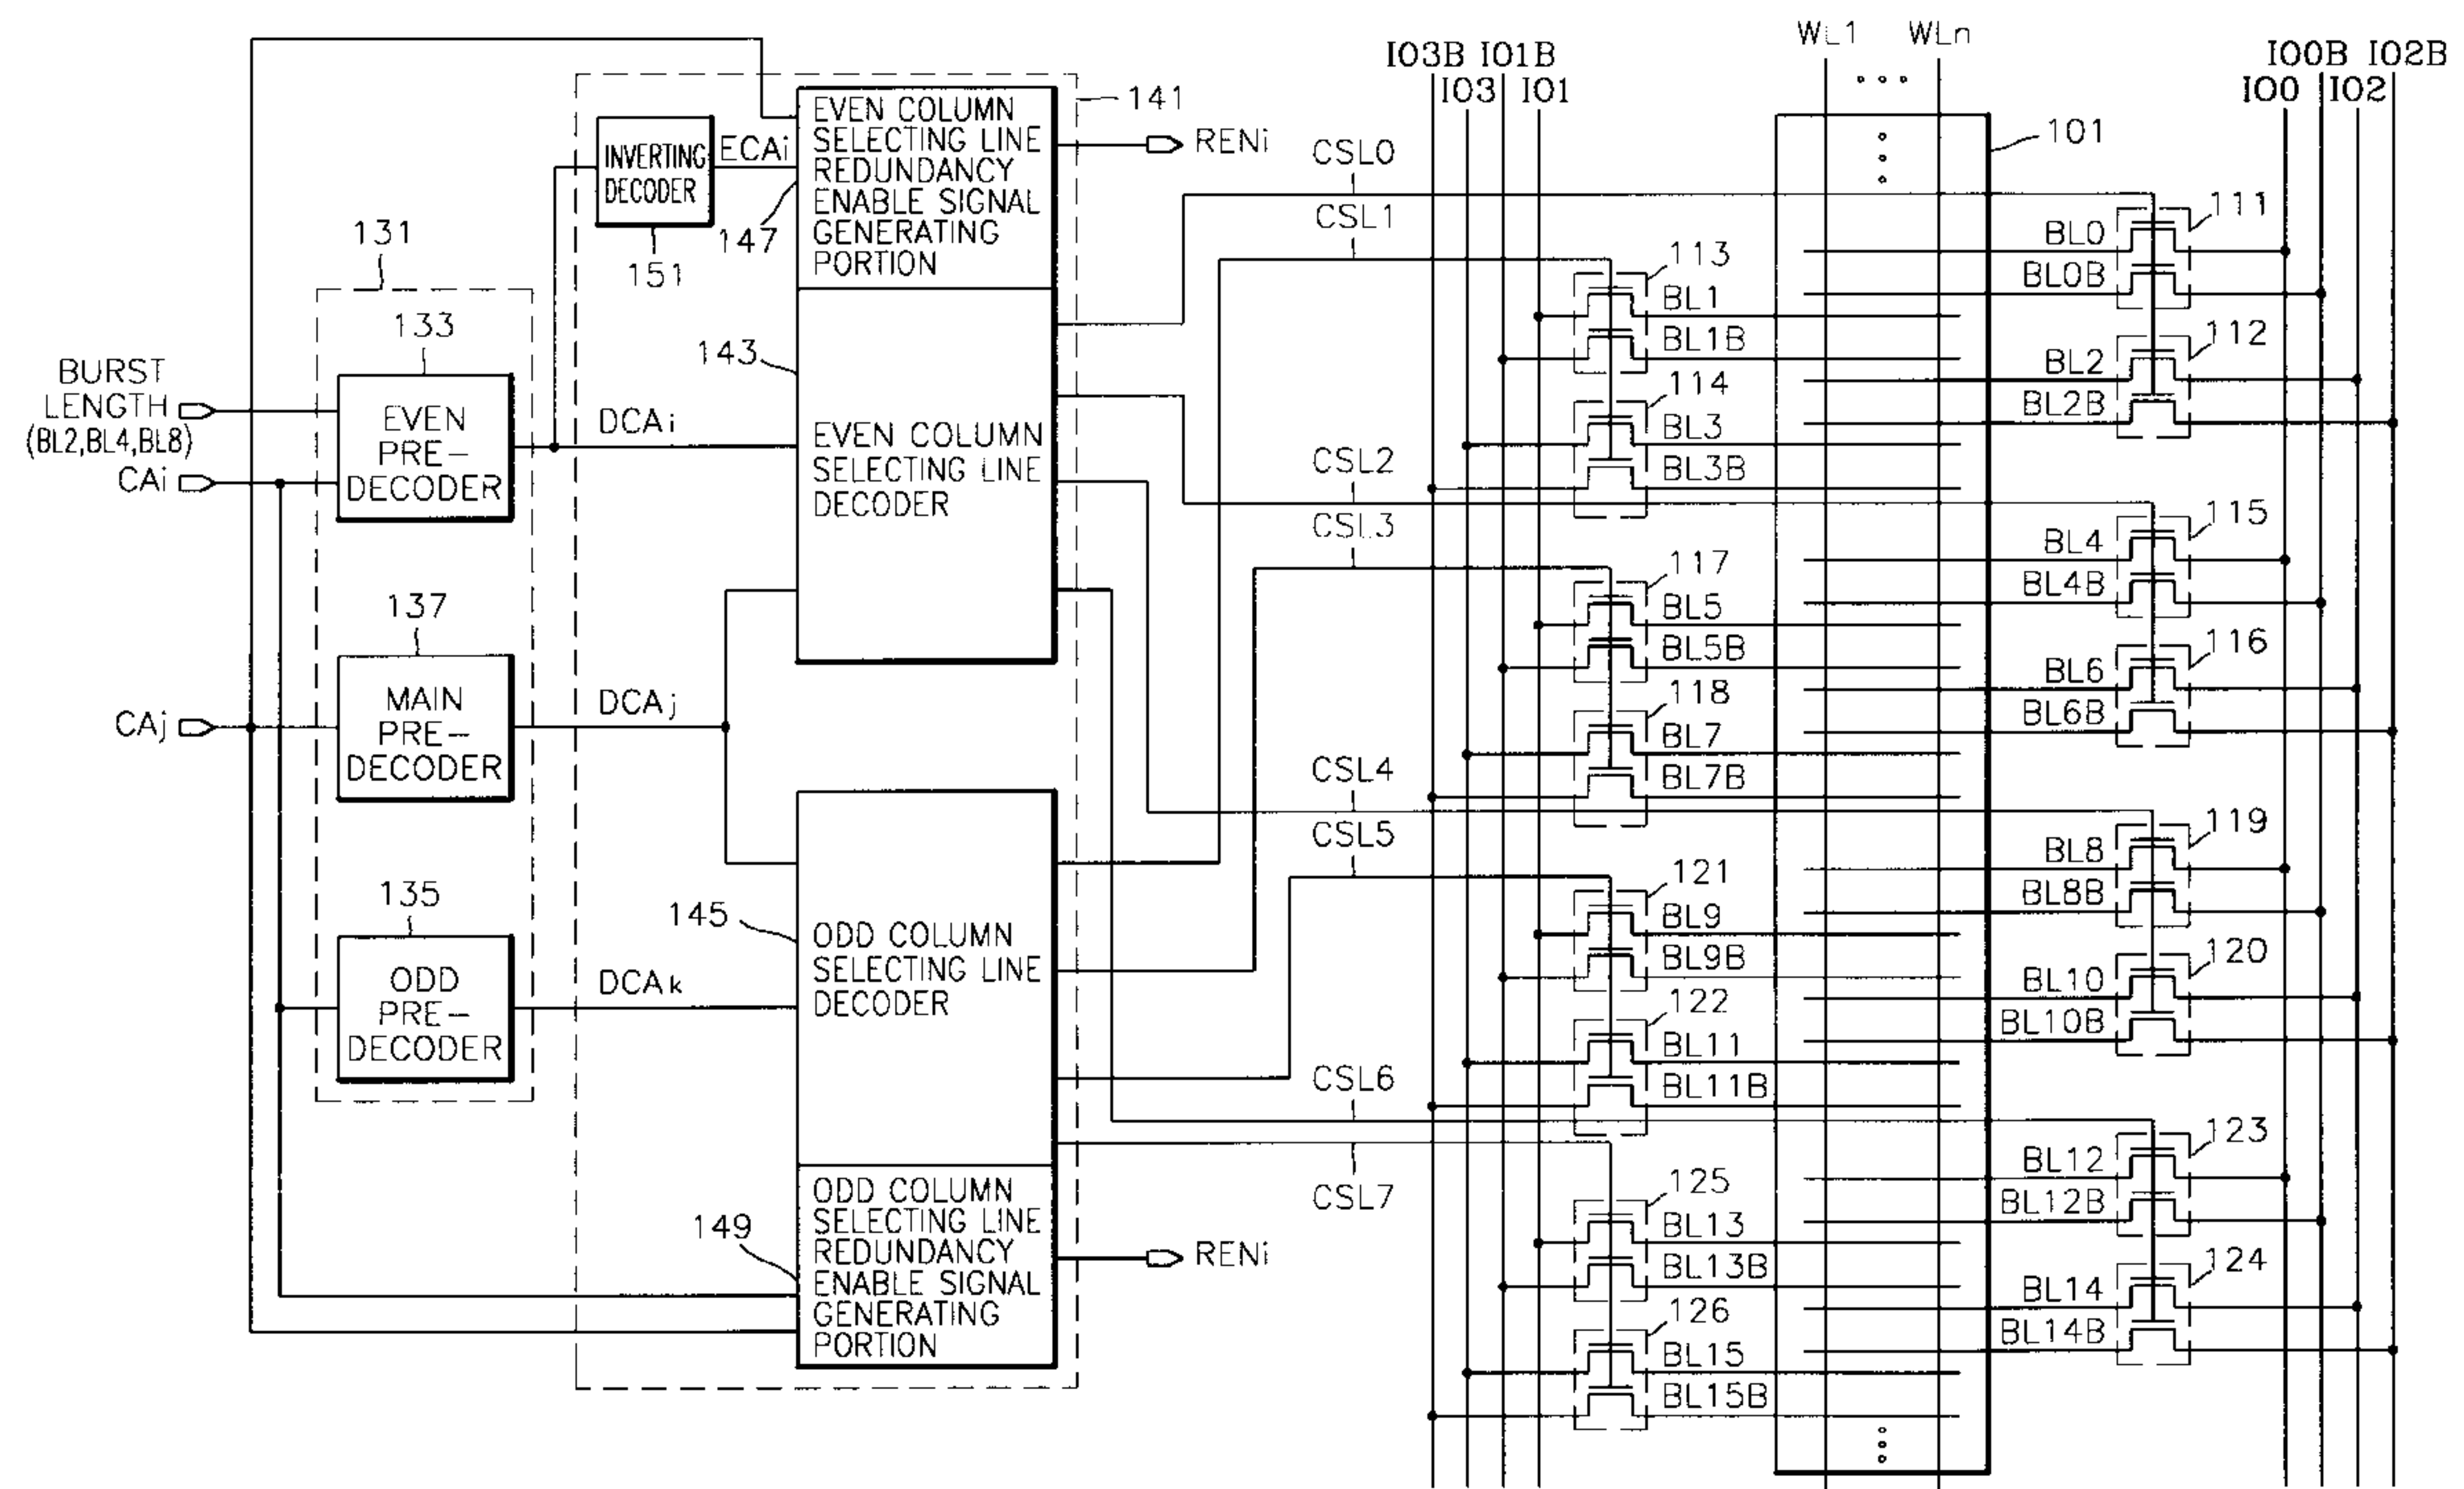 WL1 WLn
IO3B IO1B
IO3 IO1
IO0B IO2B
IO0 IO2
141
101
EVEN COLUMN
SELECTING LINE
REDUNDANCY
ENABLE SIGNAL
GENERATING
PORTION
RENi
INVERTING
DECODER
ECAi
147
151
CSL0
CSL1
131
133
143
BURST
LENGTH
(BL2,BL4,BL8)
CAi
EVEN
PRE-
DECODER
DCAi
EVEN COLUMN
SELECTING LINE
DECODER
CSL2
CSL3
137
MAIN
PRE-
DECODER
CAj
DCAj
CSL4
CSL5
135
145
ODD
PRE-
DECODER
DCAk
ODD COLUMN
SELECTING LINE
DECODER
CSL6
CSL7
149
ODD COLUMN
SELECTING LINE
REDUNDANCY
ENABLE SIGNAL
GENERATING
PORTION
RENi
113
BL1
BL1B
114
BL3
BL3B
117
BL5
BL5B
118
BL7
BL7B
121
BL9
BL9B
122
BL11
BL11B
125
BL13
BL13B
126
BL15
BL15B
111
BL0
BL0B
112
BL2
BL2B
115
BL4
BL4B
116
BL6
BL6B
119
BL8
BL8B
120
BL10
BL10B
123
BL12
BL12B
124
BL14
BL14B